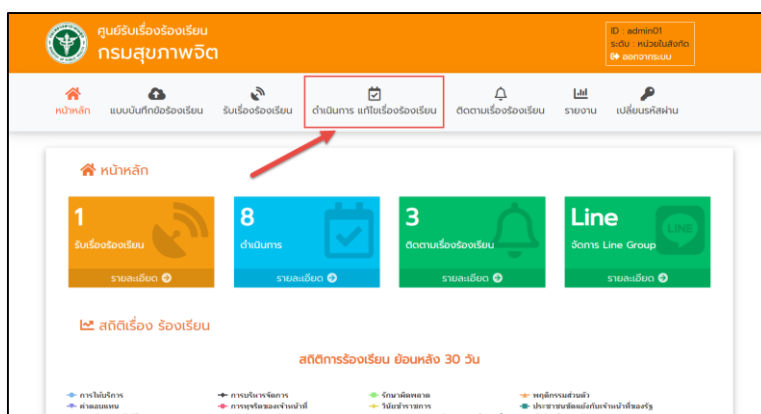 ศูนย์รับเรื่องร้องเรียน
กรมสุขภาพจิต
ID : admin01
ระดับ : หน่วยในสังกัด
ออกจากระบบ
หน้าหลัก
แบบบันทึกข้อร้องเรียน
รับเรื่องร้องเรียน
ดำเนินการ แก้ไขเรื่องร้องเรียน
ติดตามเรื่องร้องเรียน
รายงาน
เปลี่ยนรหัสผ่าน
หน้าหลัก
1
รับเรื่องร้องเรียน
รายละเอียด
8
ดำเนินการ
รายละเอียด
3
ติดตามเรื่องร้องเรียน
รายละเอียด
Line
LINE
จัดการ Line Group
รายละเอียด
สถิติเรื่อง ร้องเรียน
สถิติการร้องเรียน ย้อนหลัง 30 วัน
การให้บริการ
การบริหารจัดการ
รักษาผิดพลาด
พฤติกรรมส่วนตัว
ค่าตอบแทน
การทุจริตของเจ้าหน้าที่
วินัยข้าราชการ
ประชาชนขัดแย้งกับเจ้าหน้าที่ของรัฐ